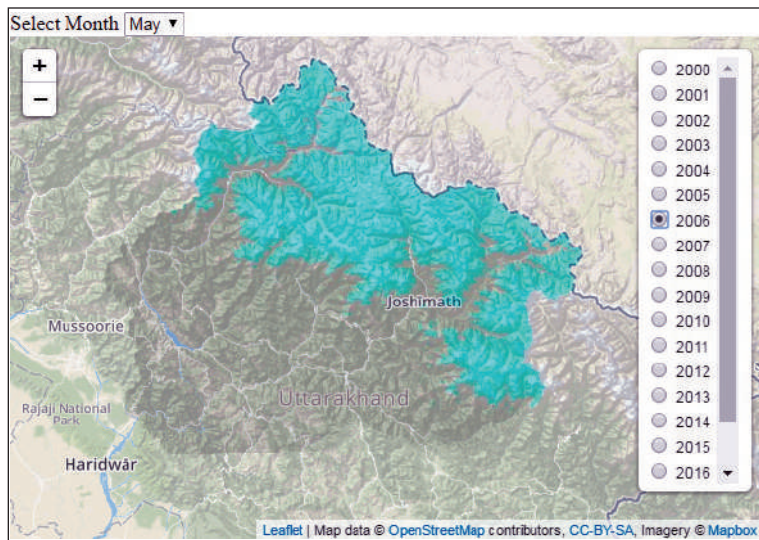 Select Month May ▼
+
−
2000
2001
2002
2003
2004
2005
2006
2007
2008
2009
2010
2011
2012
2013
2014
2015
2016
Joshimath
Mussoorie
Uttarakhand
Rajaji National
Park
Haridwār
Leaflet | Map data © OpenStreetMap contributors, CC-BY-SA, Imagery © Mapbox